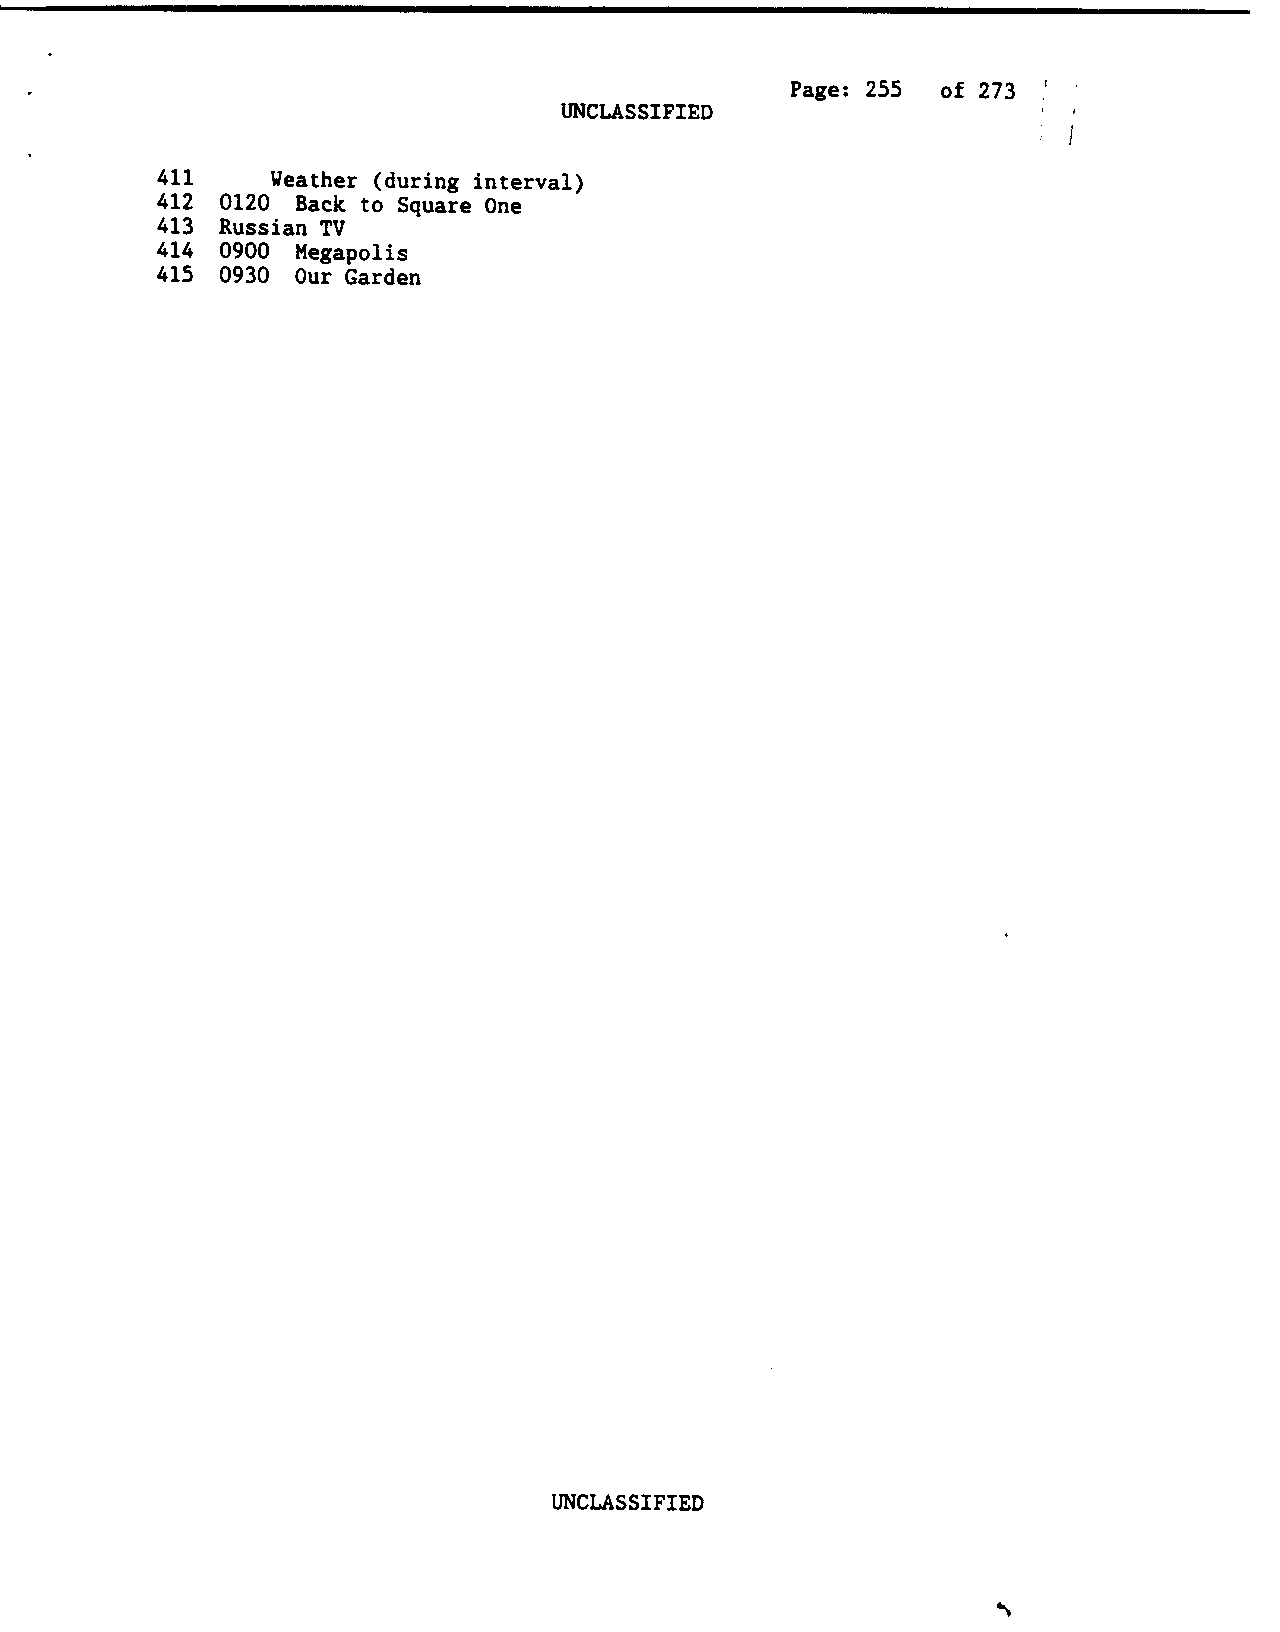 Page: 255 of 273
UNCLASSIFIED
411 Weather (during interval)
412 0120 Back to Square One
413 Russian TV
414 0900 Megapolis
415 0930 Our Garden
UNCLASSIFIED